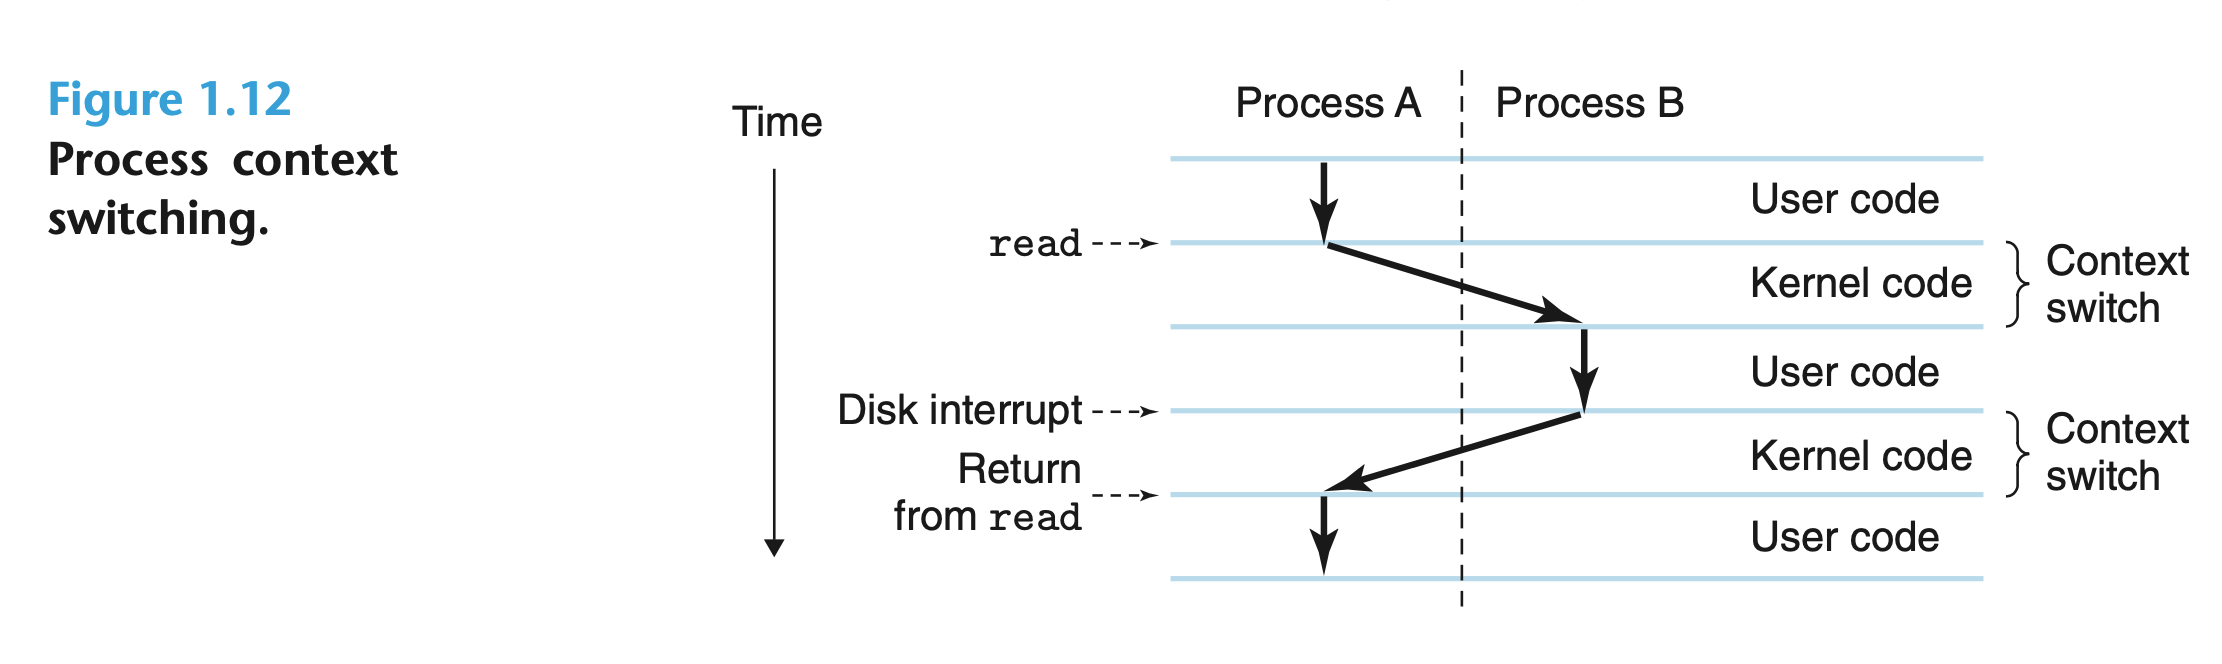 Figure 1.12
Process context
switching.
Time
Process A
Process B
User code
read
Kernel code
Context
switch
User code
Disk interrupt
Kernel code
Context
switch
Return
from read
User code